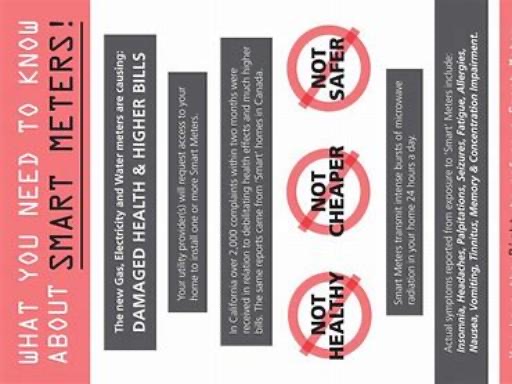 WHAT YOU NEED TO KNOW
ABOUT SMART METERS!
The new Gas, Electricity and Water meters are causing:
DAMAGED HEALTH & HIGHER BILLS
Your utility provider(s) will request access to your
home to install one or more Smart Meters.
In California over 2,000 complaints within two months were
received in relation to debilitating health effects and much higher
bills. The same reports came from 'Smart' homes in Canada.
NOT HEALTHY
NOT CHEAPER
NOT SAFER
Smart Meters transmit intense bursts of microwave
radiation in your home 24 hours a day.
Actual symptoms reported from exposure to 'Smart' Meters include:
Insomnia, Headaches, Palpitations, Seizures, Fatigue, Allergies,
Nausea, Vomiting, Tinnitus, Memory & Concentration Impairment.